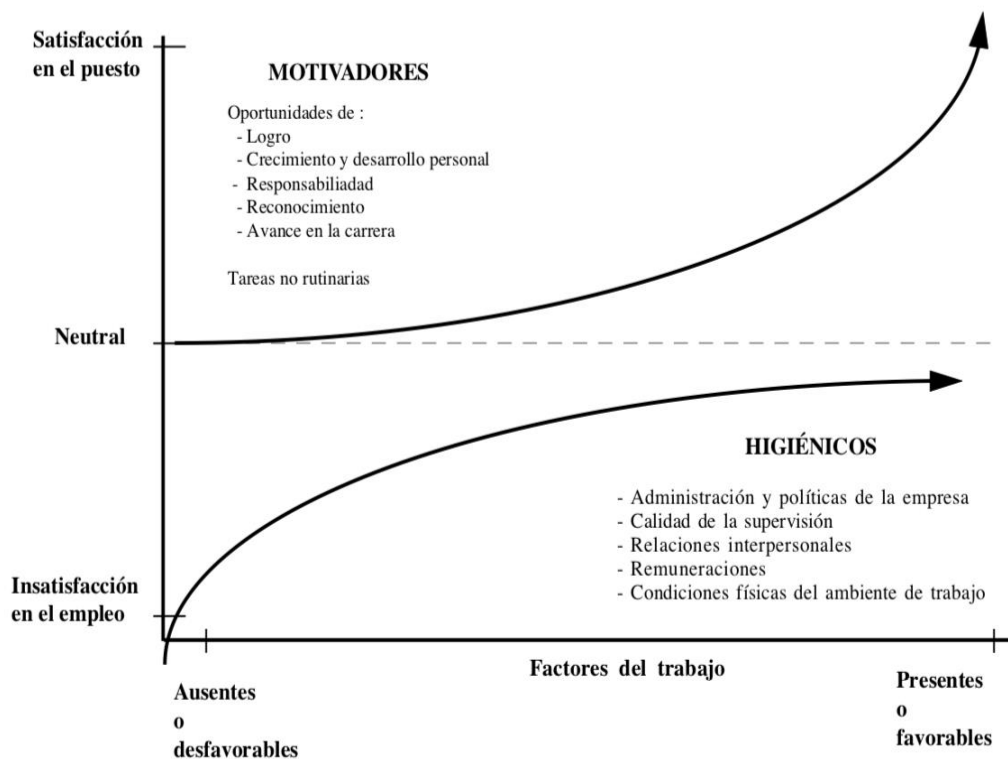 Satisfacción
en el puesto
MOTIVADORES
Oportunidades de :
- Logro
- Crecimiento y desarrollo personal
- Responsabiliadad
- Reconocimiento
- Avance en la carrera
Tareas no rutinarias
Neutral
HIGIÉNICOS
- Administración y políticas de la empresa
- Calidad de la supervisión
- Relaciones interpersonales
- Remuneraciones
- Condiciones físicas del ambiente de trabajo
Insatisfacción
en el empleo
Factores del trabajo
Ausentes
o
desfavorables
Presentes
o
favorables